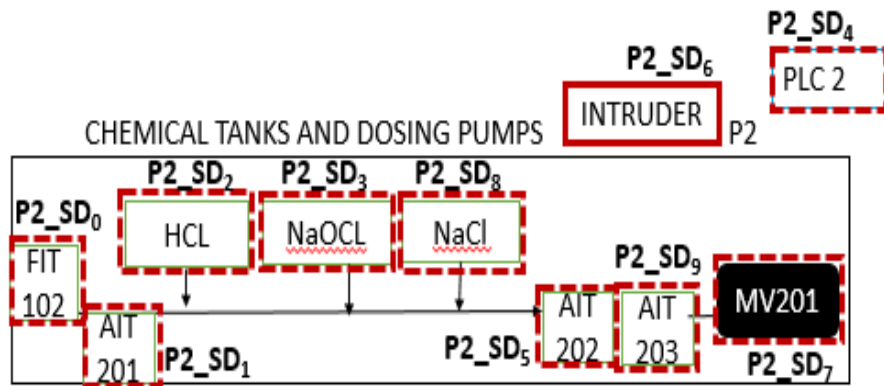 P2_SD4
PLC 2
P2_SD6
INTRUDER
CHEMICAL TANKS AND DOSING PUMPS
P2
P2_SD2
P2_SD3
P2_SD8
HCL
NaOCL
NaCl
P2_SD0
FIT
102
AIT
201
P2_SD1
P2_SD5
AIT
202
P2_SD9
AIT
203
MV201
P2_SD7